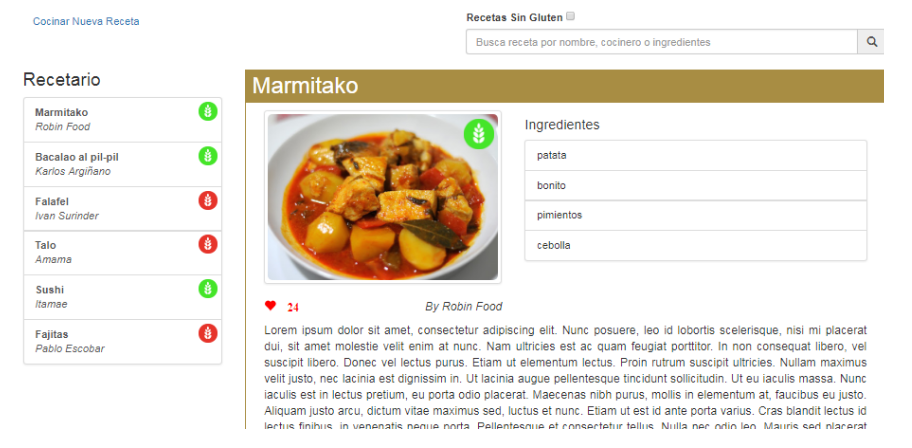 Cocinar Nueva Receta
Recetas Sin Gluten
Busca receta por nombre, cocinero o ingredientes
Recetario
Marmitako
Robin Food
Bacalao al pil-pil
Karlos Argiñano
Falafel
Ivan Surinder
Talo
Amama
Sushi
Itamae
Fajitas
Pablo Escobar
Marmitako
Ingredientes
patata
bonito
pimientos
cebolla
24
By Robin Food
Lorem ipsum dolor sit amet, consectetur adipiscing elit. Nunc posuere, leo id lobortis scelerisque, nisi mi placerat
dui, sit amet molestie velit enim at nunc. Nam ultricies est ac quam feugiat porttitor. In non consequat libero, vel
suscipit libero. Donec vel lectus purus. Etiam ut elementum lectus. Proin rutrum suscipit ultricies. Nullam maximus
velit justo, nec lacinia est dignissim in. Ut lacinia augue pellentesque tincidunt sollicitudin. Ut eu iaculis massa. Nunc
iaculis est in lectus pretium, eu porta odio placerat. Maecenas nibh purus, mollis in elementum at, faucibus eu justo.
Aliquam justo arcu, dictum vitae maximus sed, luctus et nunc. Etiam ut est id ante porta varius. Cras blandit lectus id
lectus finibus, in venenatis neque porta. Pellentesque et consectetur tellus. Nulla nec odio leo. Mauris sed placerat